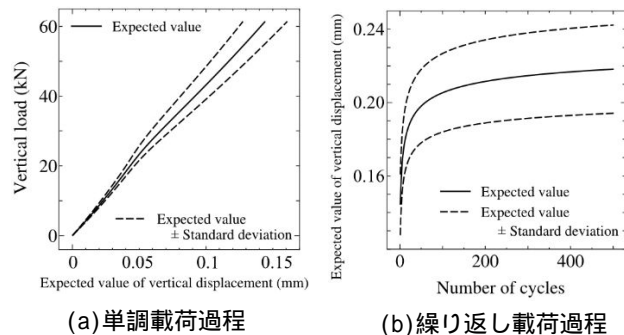 60
40
20
0
Vertical load (kN)
Expected value
Expected value
± Standard deviation
0 0.05 0.1 0.15
Expected value of vertical displacement (mm)
(a)単調載荷過程
0.24
0.20
0.16
Expected value of vertical displacement (mm)
Expected value
Expected value
± Standard deviation
0 200 400
Number of cycles
(b)繰り返し載荷過程